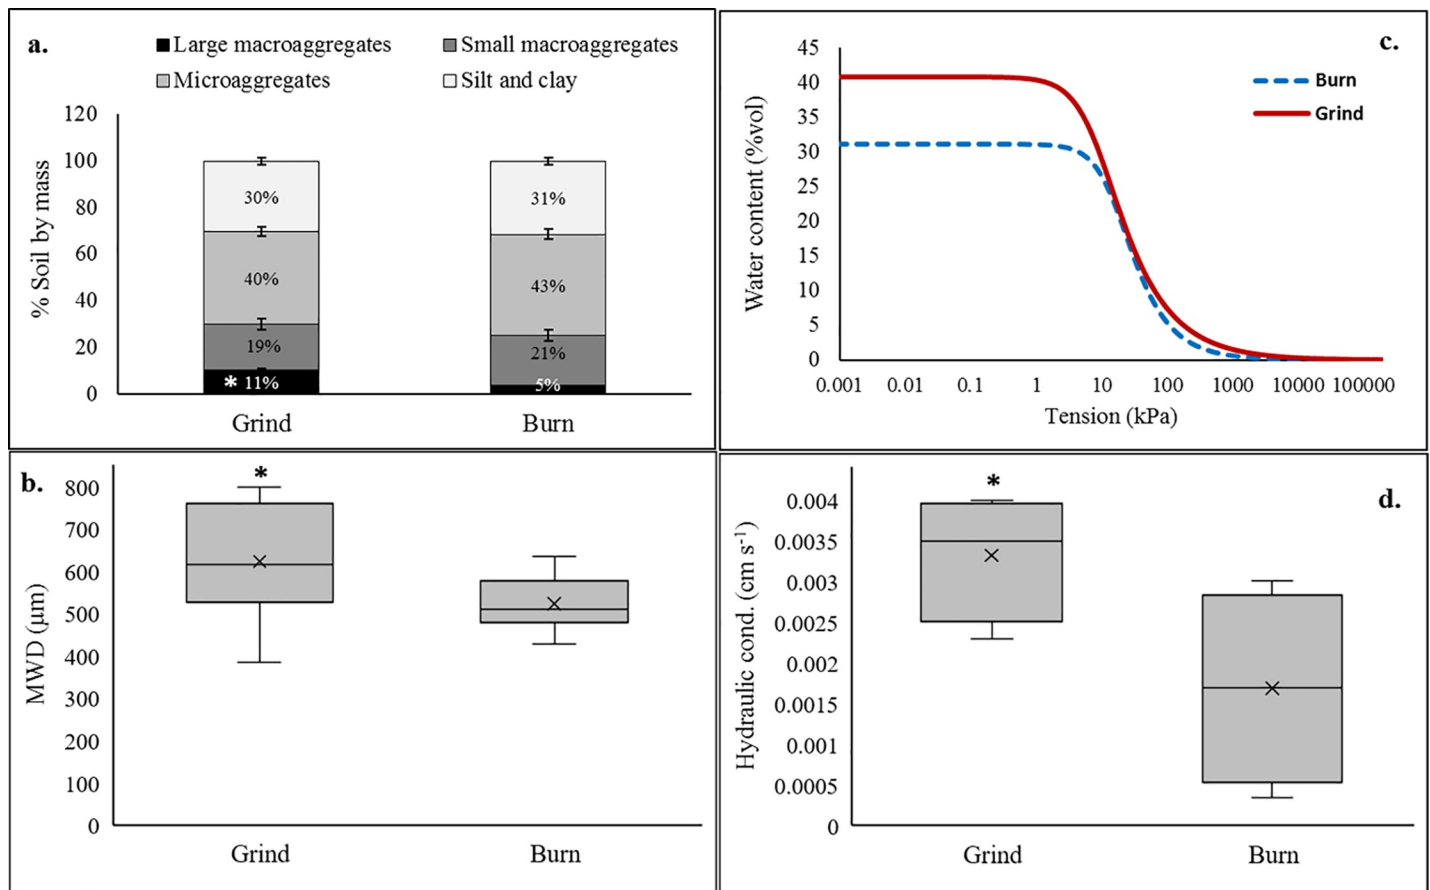 a.
Large macroaggregates
Small macroaggregates
Microaggregates
Silt and clay
% Soil by mass
120
100
80
60
40
20
0
30%
40%
19%
* 11%
31%
43%
21%
5%
Grind
Burn
c.
Water content (%vol)
45
40
35
30
25
20
15
10
5
0
Burn
Grind
0.001 0.01 0.1 1 10 100 1000 10000 100000
Tension (kPa)
b.
MWD (µm)
800
700
600
500
400
300
200
100
0
*
Grind
Burn
d.
Hydraulic cond. (cm s⁻¹)
0.004
0.0035
0.003
0.0025
0.002
0.0015
0.001
0.0005
0
*
Grind
Burn